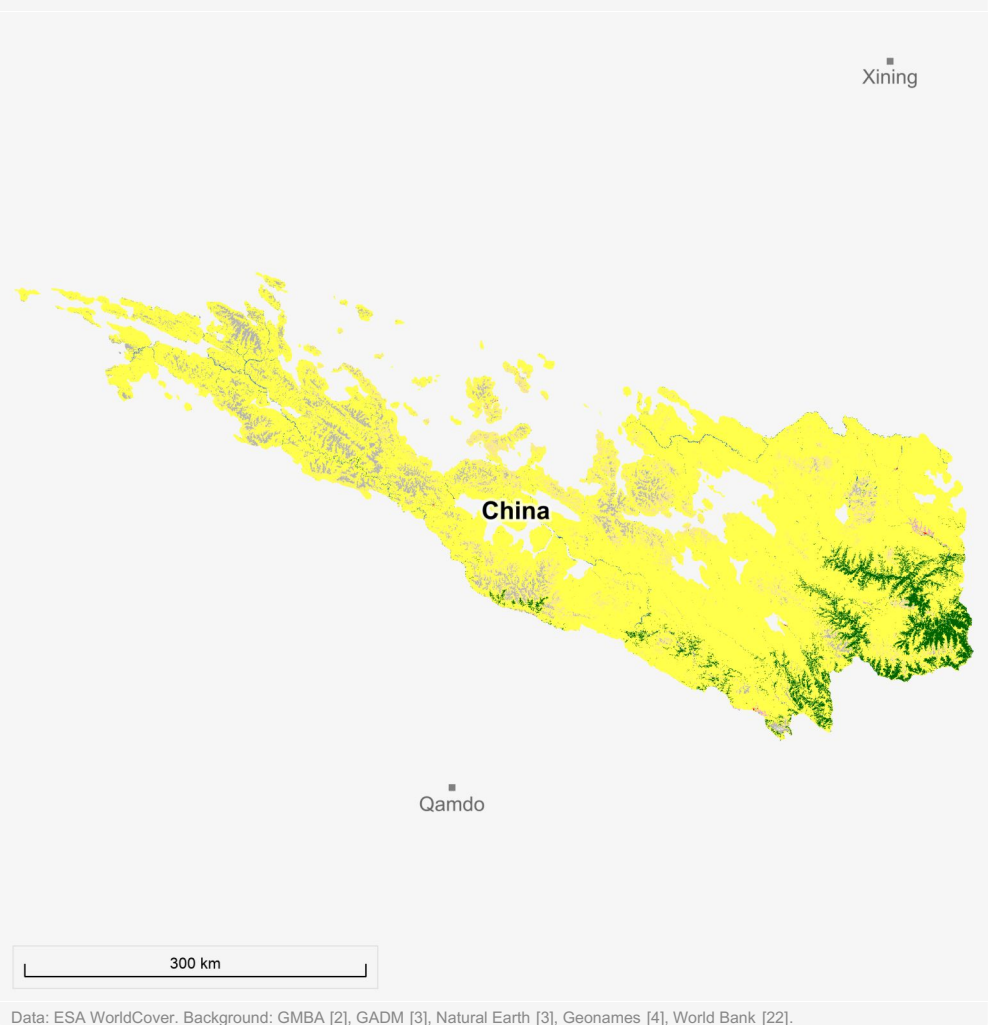 Xining
China
Qamdo
300 km
Data: ESA WorldCover. Background: GMBA [2], GADM [3], Natural Earth [3], Geonames [4], World Bank [22].